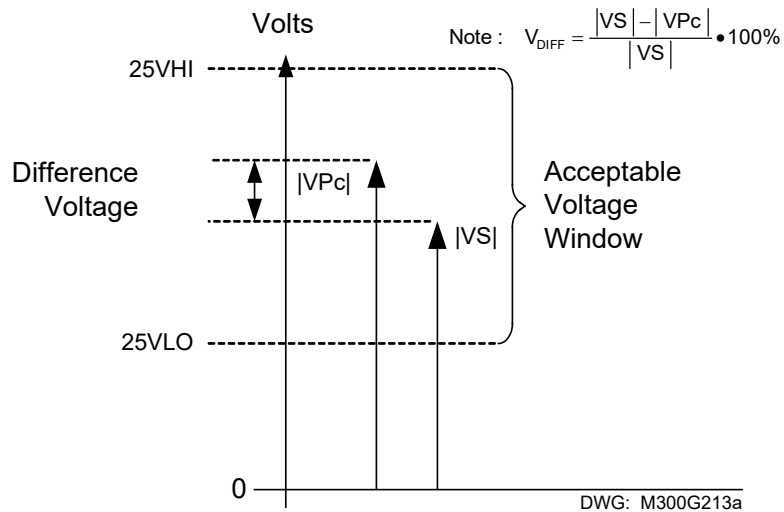 Volts
Note : V_DIFF = (|VS| − |VPc|) / |VS| • 100%
25VHI
Difference
Voltage
|VPc|
|VS|
Acceptable
Voltage
Window
25VLO
0
DWG: M300G213a